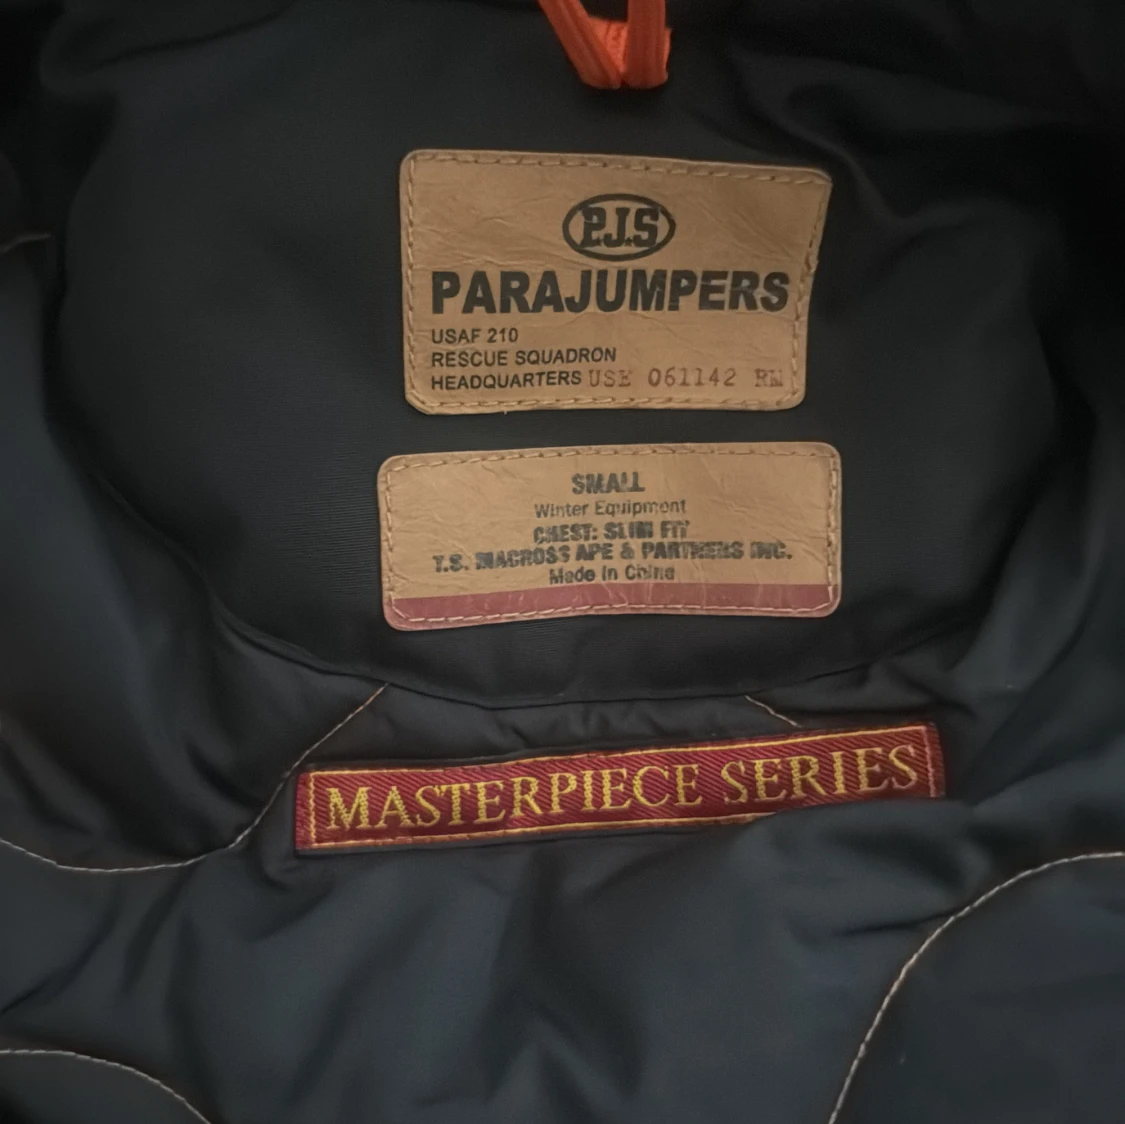 P.J.S
PARAJUMPERS
USAF 210
RESCUE SQUADRON
HEADQUARTERS USE 061142 RM
SMALL
Winter Equipment
CHEST: SLIM FIT
T.S. MACROSS APE & PARTNERS INC.
Made in China
MASTERPIECE SERIES